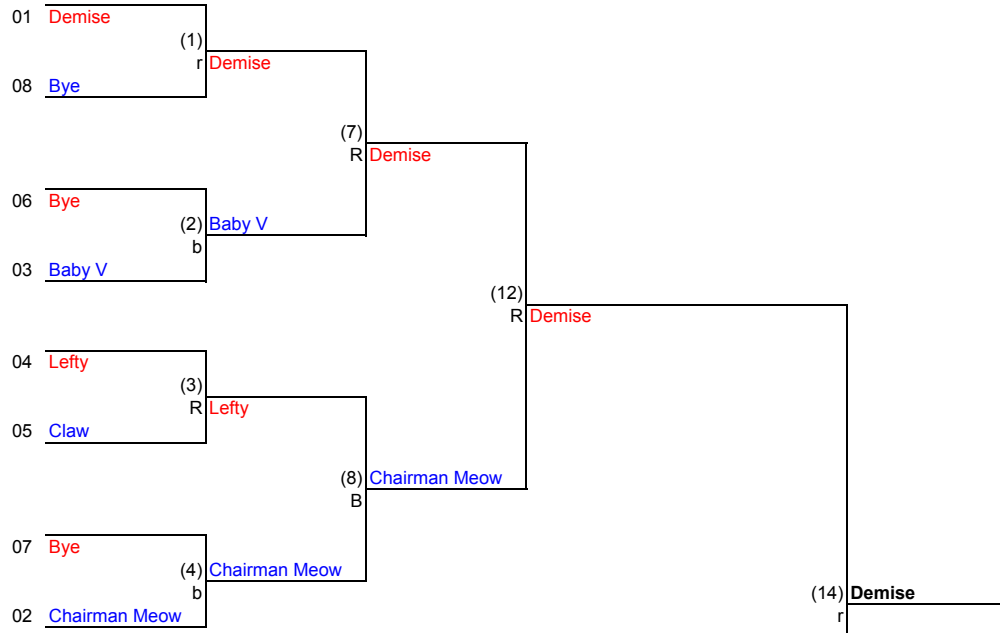 01 Demise
(1)
r Demise
08 Bye
(7)
R Demise
06 Bye
(2) Baby V
b
03 Baby V
(12)
R Demise
04 Lefty
(3)
R Lefty
05 Claw
(8) Chairman Meow
B
07 Bye
(4) Chairman Meow
b
(14) Demise
r
02 Chairman Meow